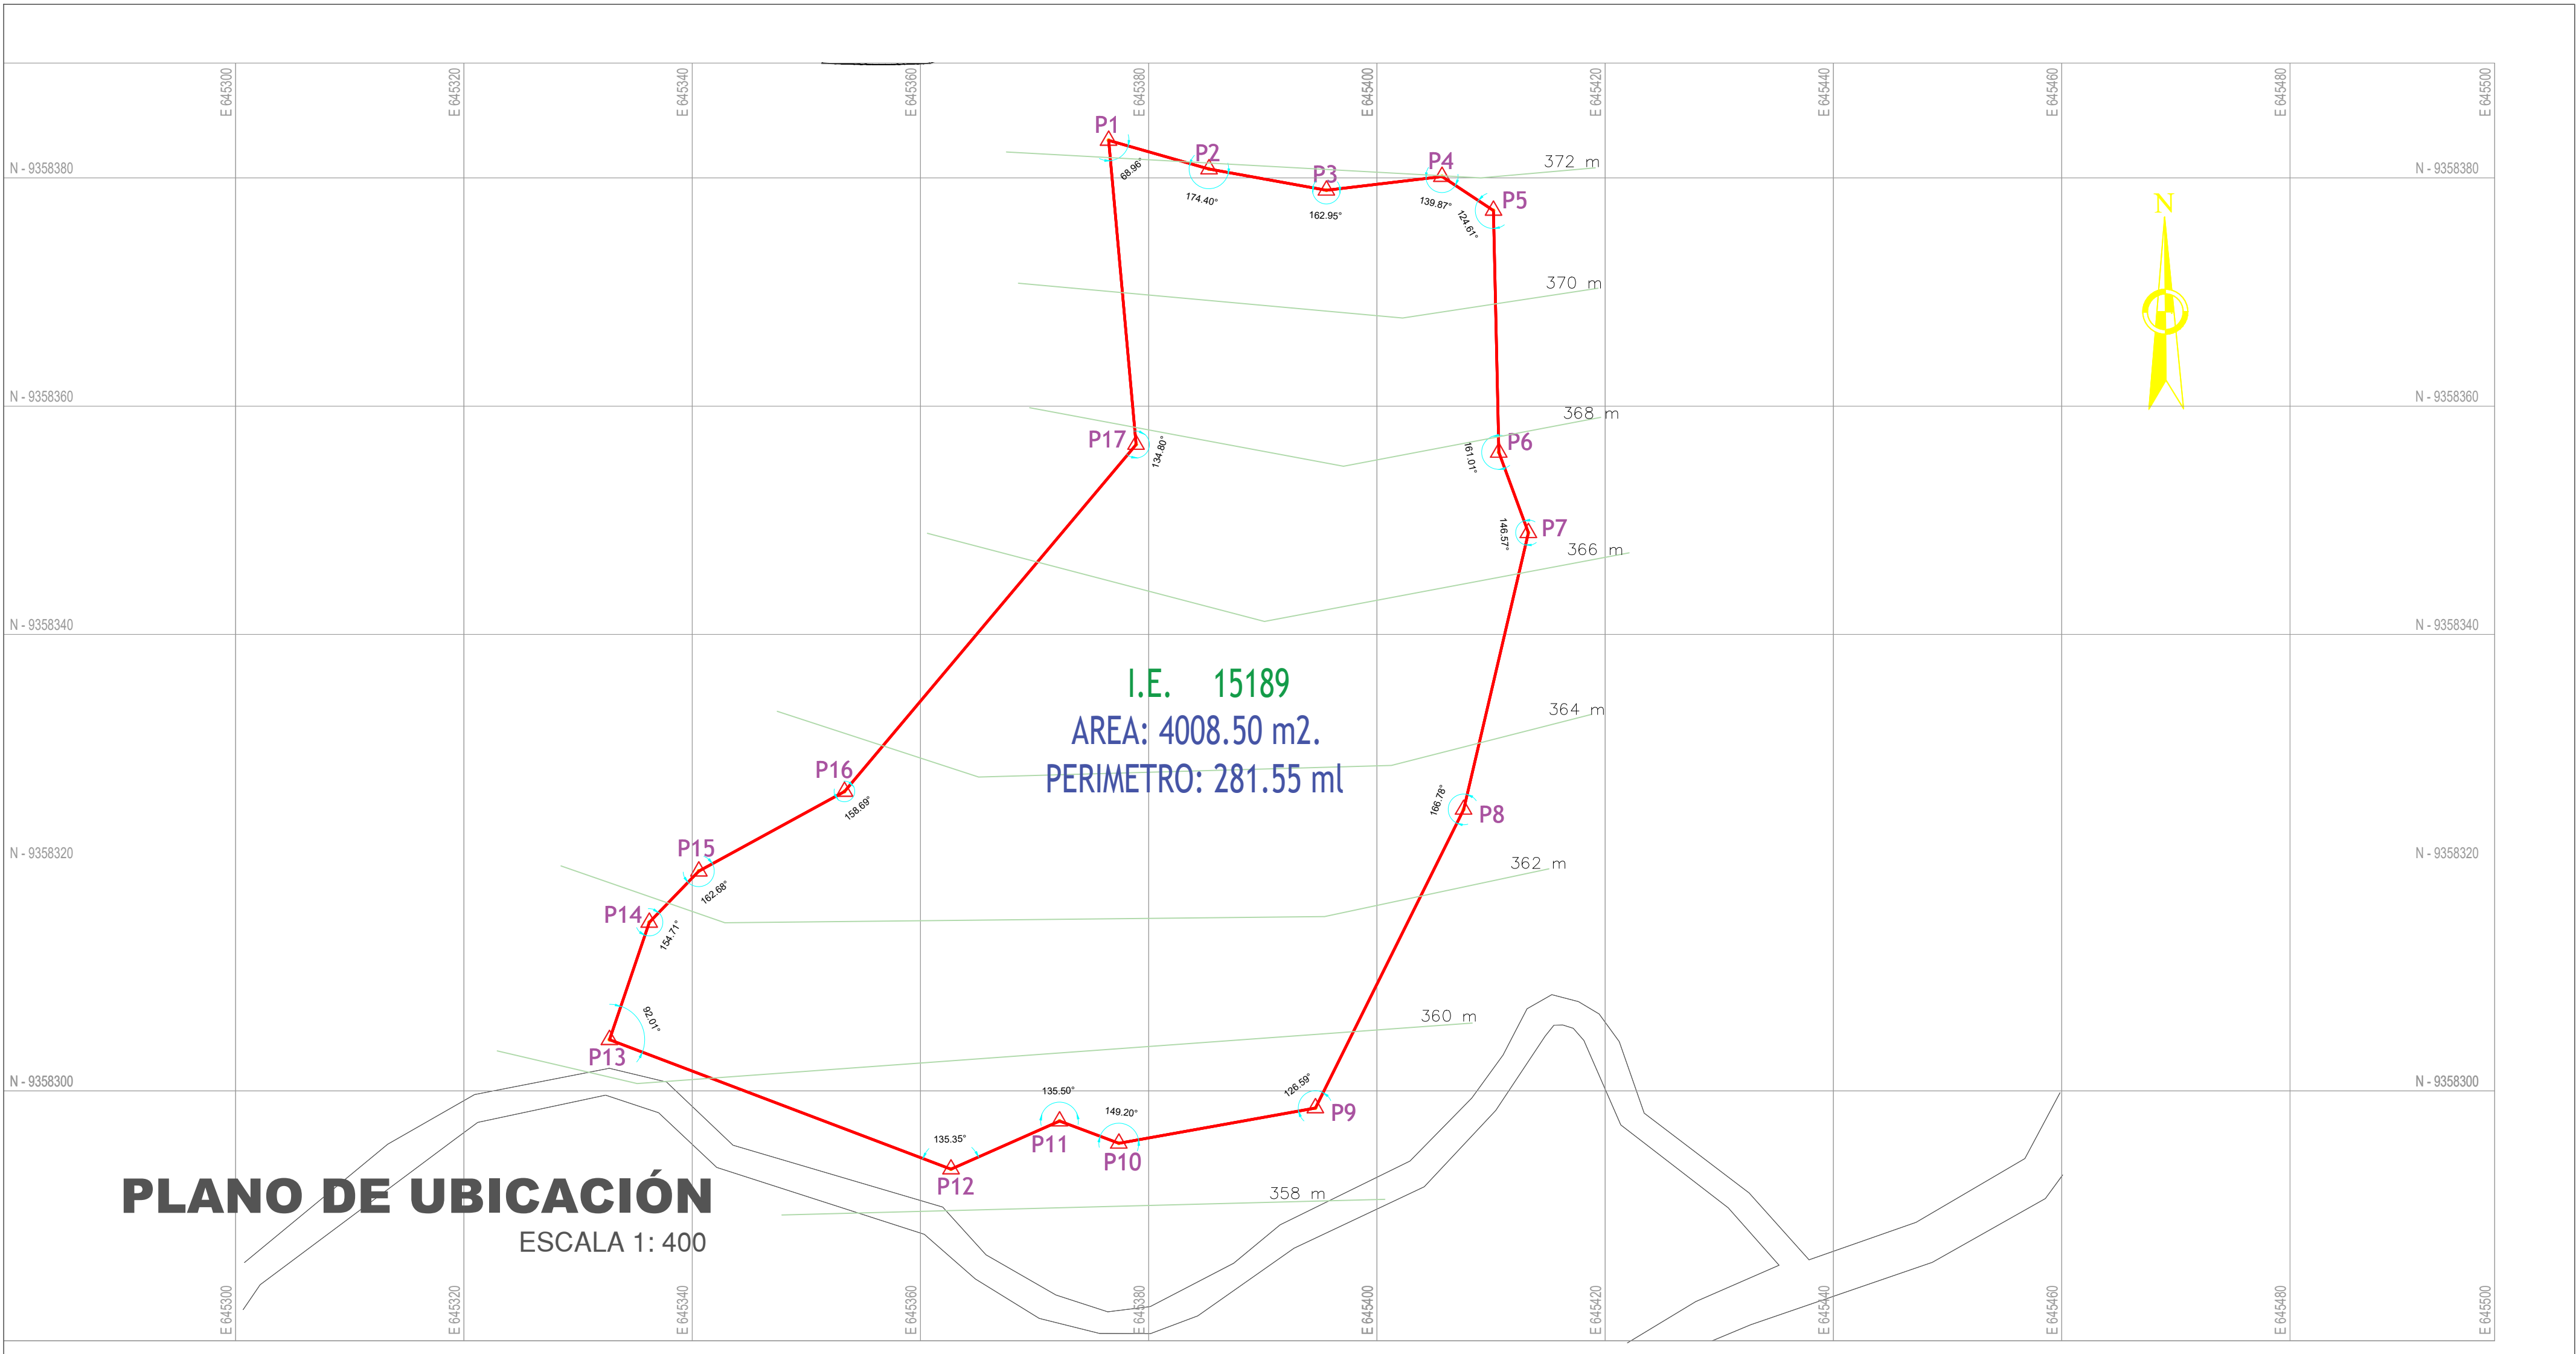 E 645300 E 645320 E 645340 E 645360 E 645380 E 645400 E 645420 E 645440 E 645460 E 645480 E 645500
P1
68.96°
P2
174.40°
P3
162.95°
P4
139.87°
P5
124.61°
372 m
N - 9358380 N - 9358380
N
370 m
N - 9358360 N - 9358360
368 m
P17
134.80°
P6
161.01°
P7
146.57°
366 m
N - 9358340 N - 9358340
I.E. 15189
AREA: 4008.50 m2.
PERIMETRO: 281.55 ml
364 m
P16
158.69°
P8
166.78°
P15
162.68°
N - 9358320 N - 9358320
362 m
P14
154.71°
360 m
92.01°
P13
N - 9358300 N - 9358300
126.59°
P9
135.50°
P11
149.20°
P10
135.35°
P12
358 m
PLANO DE UBICACIÓN
ESCALA 1: 400
E 645300 E 645320 E 645340 E 645360 E 645380 E 645400 E 645420 E 645440 E 645460 E 645480 E 645500